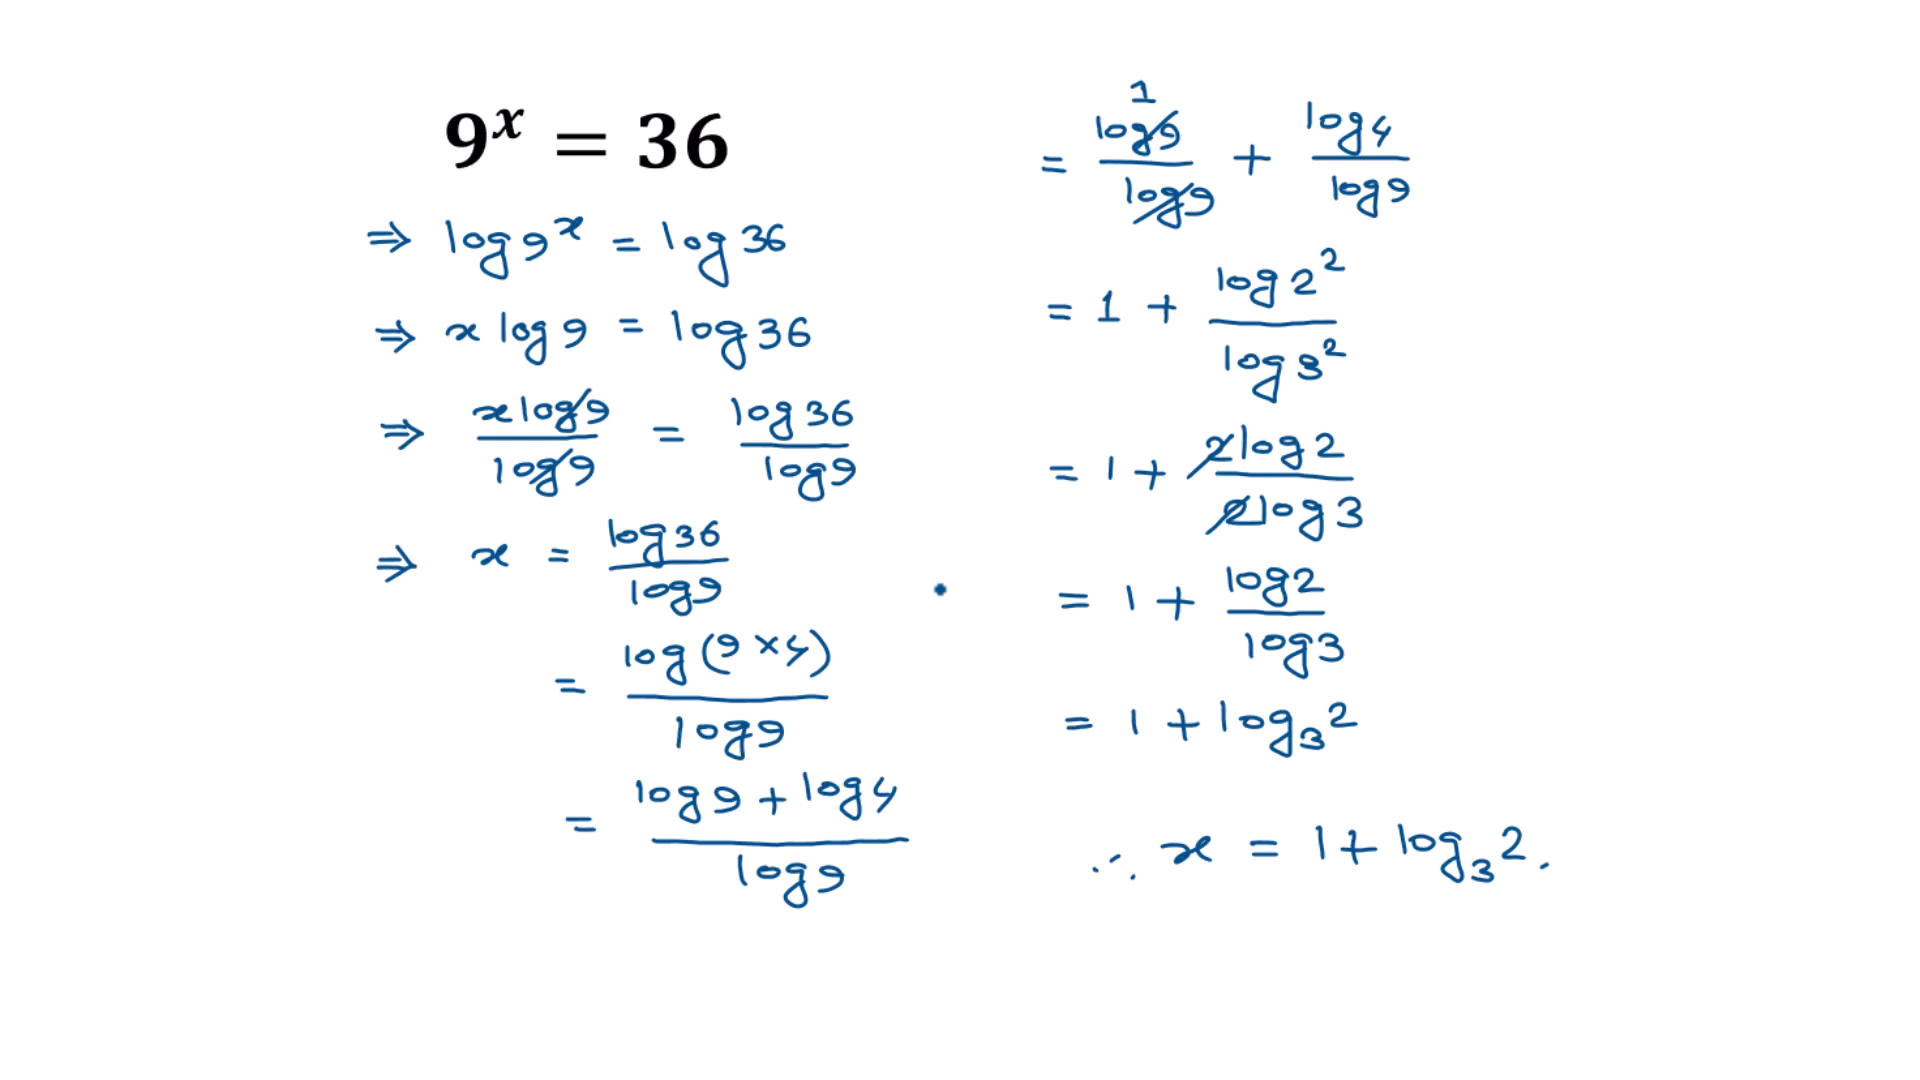 9^x = 36
⇒ log 9^x = log 36
⇒ x log 9 = log 36
⇒ (x log 9)/(log 9) = (log 36)/(log 9)
⇒ x = (log 36)/(log 9)
= (log (9 × 4))/(log 9)
= (log 9 + log 4)/(log 9)
1
= (log 9)/(log 9) + (log 4)/(log 9)
= 1 + (log 2^2)/(log 3^2)
= 1 + (2 log 2)/(2 log 3)
= 1 + (log 2)/(log 3)
= 1 + log_3 2
∴ x = 1 + log_3 2.